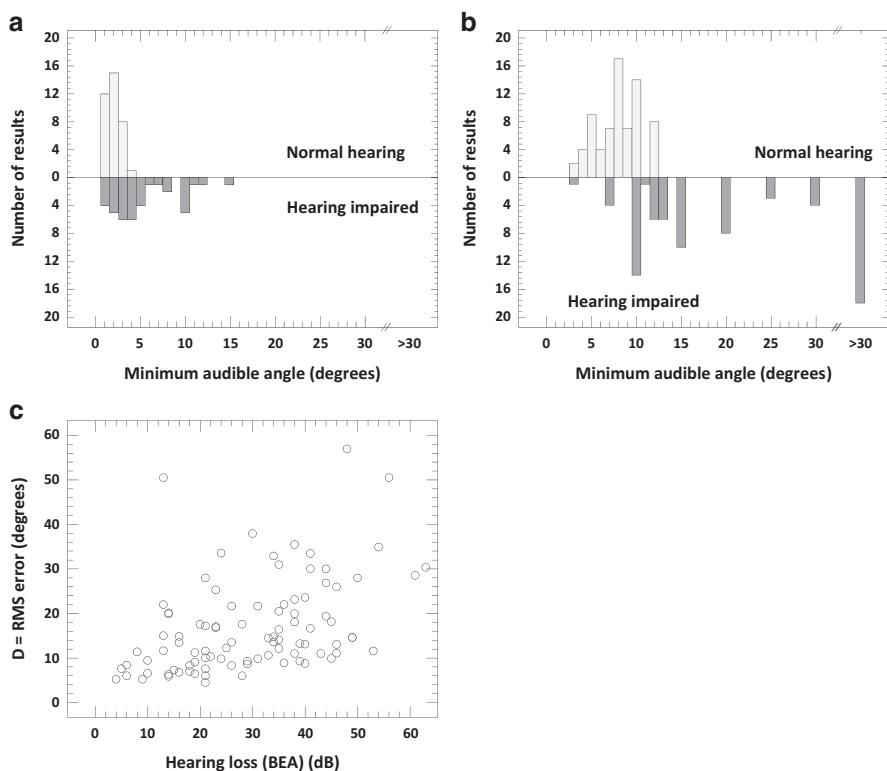 a
20
16
12
8
4
0
4
8
12
16
20
Number of results
Normal hearing
Hearing impaired
0 5 10 15 20 25 30 >30
Minimum audible angle (degrees)
b
20
16
12
8
4
0
4
8
12
16
20
Number of results
Normal hearing
Hearing impaired
0 5 10 15 20 25 30 >30
Minimum audible angle (degrees)
c
60
50
40
30
20
10
0
D = RMS error (degrees)
0 10 20 30 40 50 60
Hearing loss (BEA) (dB)